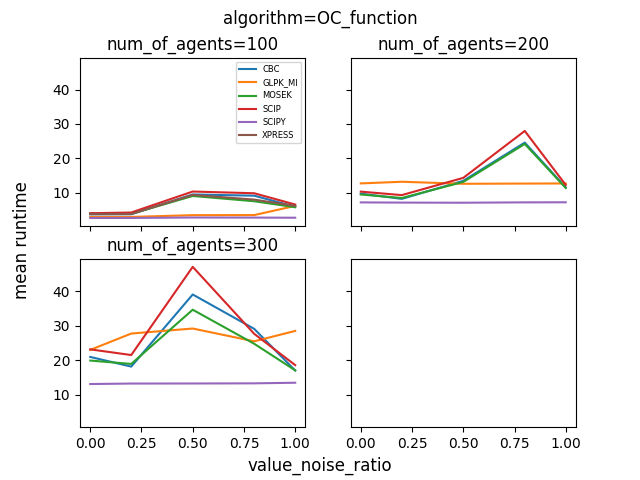 algorithm=OC_function
num_of_agents=100
num_of_agents=200
CBC
GLPK_MI
MOSEK
SCIP
SCIPY
XPRESS
40
30
20
10
num_of_agents=300
40
30
20
10
mean runtime
0.00 0.25 0.50 0.75 1.00
0.00 0.25 0.50 0.75 1.00
value_noise_ratio